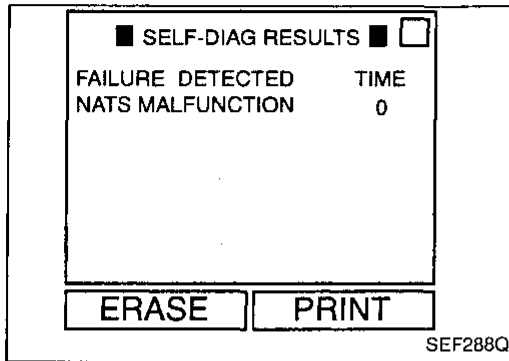 ■ SELF-DIAG RESULTS ■
FAILURE DETECTED TIME
NATS MALFUNCTION 0
ERASE PRINT
SEF288Q